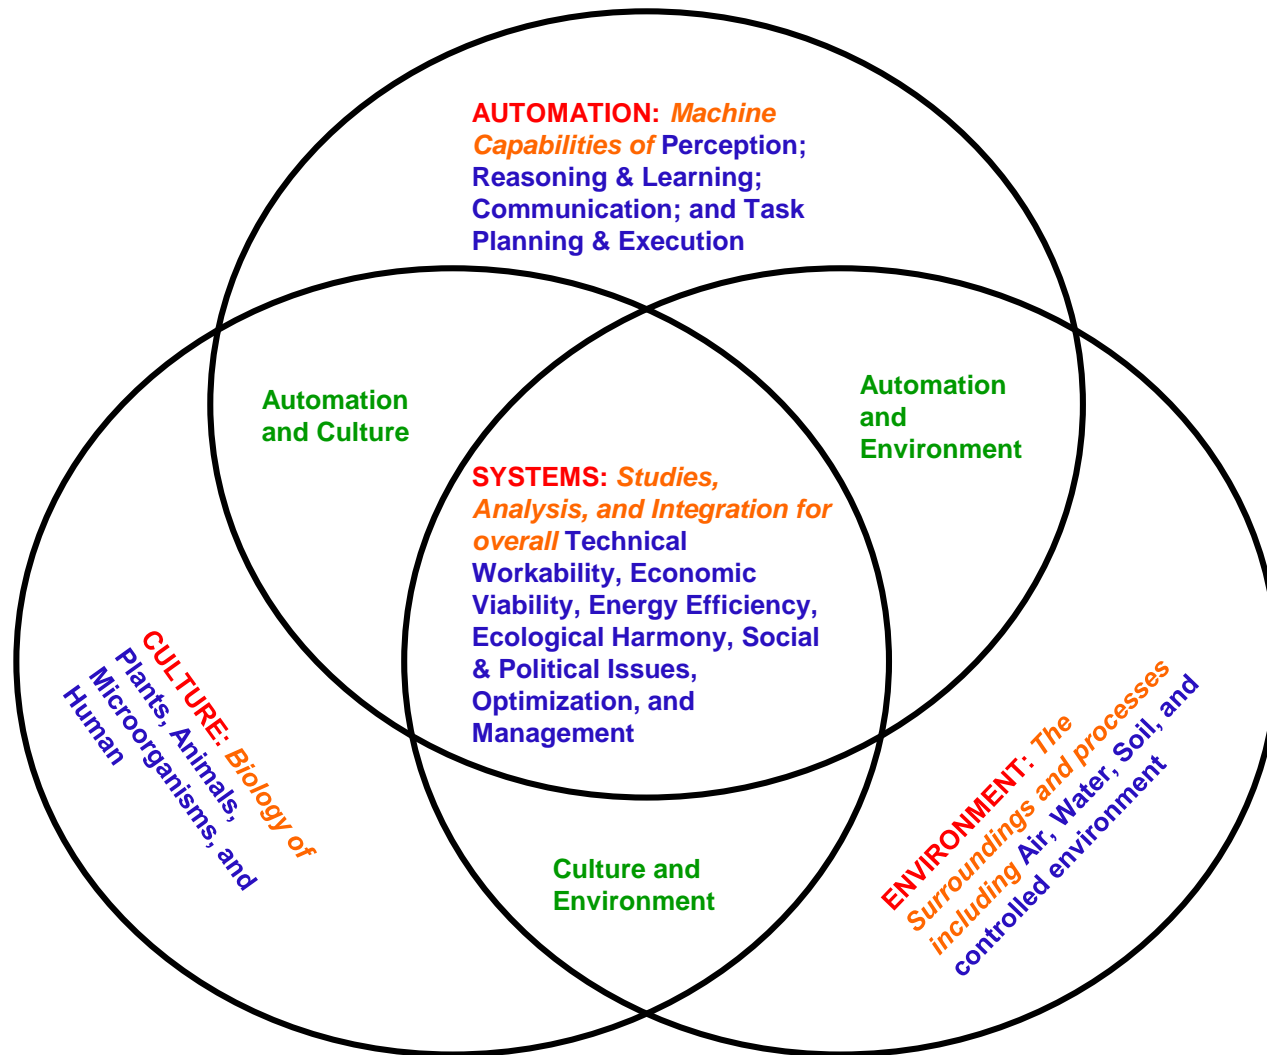 AUTOMATION: Machine
Capabilities of Perception;
Reasoning & Learning;
Communication; and Task
Planning & Execution
Automation
and Culture
Automation
and
Environment
SYSTEMS: Studies,
Analysis, and Integration for
overall Technical
Workability, Economic
Viability, Energy Efficiency,
Ecological Harmony, Social
& Political Issues,
Optimization, and
Management
CULTURE: Biology of
Plants, Animals,
Microorganisms, and
Human
ENVIRONMENT: The
Surroundings and processes
including Air, Water, Soil, and
controlled environment
Culture and
Environment